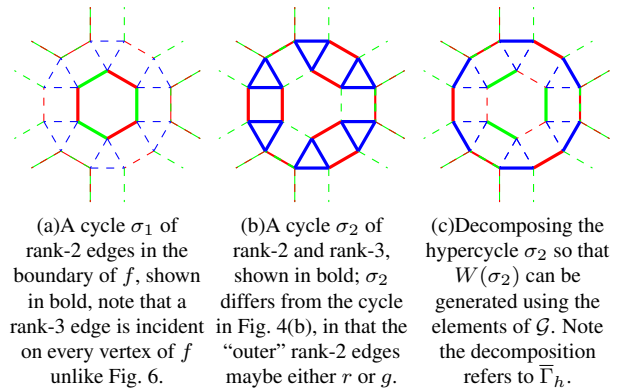 (a)A cycle σ₁ of
rank-2 edges in the
boundary of f, shown
in bold, note that a
rank-3 edge is incident
on every vertex of f
unlike Fig. 6.
(b)A cycle σ₂ of
rank-2 and rank-3,
shown in bold; σ₂
differs from the cycle
in Fig. 4(b), in that the
“outer” rank-2 edges
maybe either r or g.
(c)Decomposing the
hypercycle σ₂ so that
W(σ₂) can be
generated using the
elements of 𝒢. Note
the decomposition
refers to Γ̅ₕ.